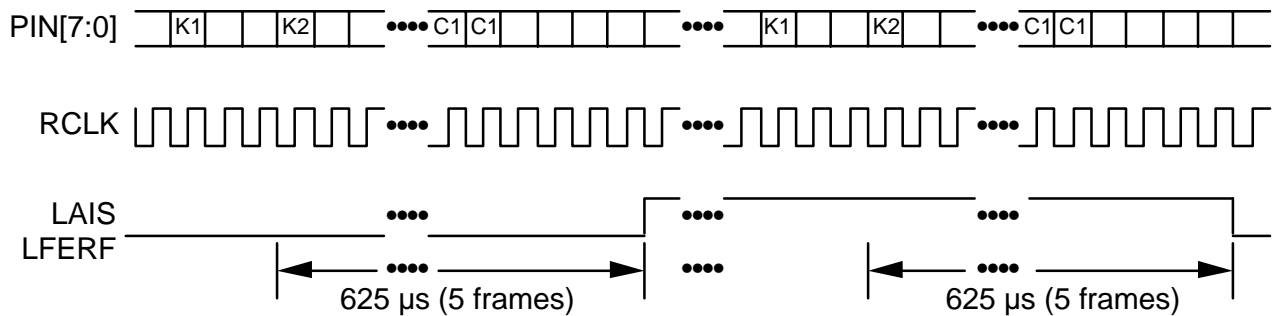 PIN[7:0] K1 K2 C1 C1 K1 K2 C1 C1
RCLK
LAIS
LFERF
625 µs (5 frames) 625 µs (5 frames)